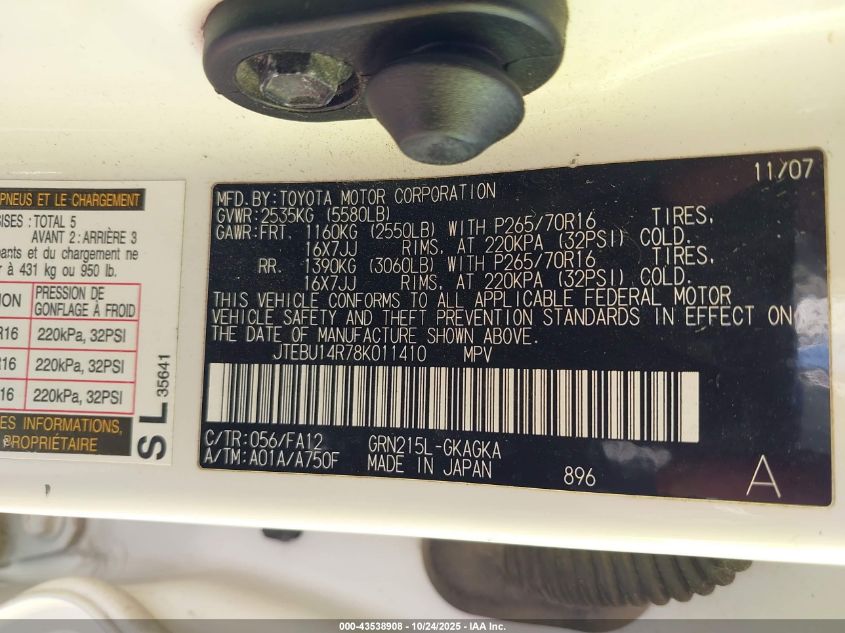 PNEUS ET LE CHARGEMENT
TOTAL 5
AVANT 2: ARRIÈRE 3
et du chargement ne
r à 431 kg ou 950 lb.
PRESSION DE
GONFLAGE À FROID
R16 220kPa, 32PSI
R16 220kPa, 32PSI
16 220kPa, 32PSI
ES INFORMATIONS,
PROPRIÉTAIRE
SL
35641
11/07
MFD. BY: TOYOTA MOTOR CORPORATION
GVWR: 2535KG (5580LB)
GAWR: FRT. 1160KG (2550LB) WITH P265/70R16 TIRES,
16X7JJ RIMS, AT 220KPA (32PSI) COLD.
RR. 1390KG (3060LB) WITH P265/70R16 TIRES,
16X7JJ RIMS, AT 220KPA (32PSI) COLD.
THIS VEHICLE CONFORMS TO ALL APPLICABLE FEDERAL MOTOR
VEHICLE SAFETY AND THEFT PREVENTION STANDARDS IN EFFECT ON
THE DATE OF MANUFACTURE SHOWN ABOVE.
JTEBU14R78K011410 MPV
C/TR: 056/FA12 GRN215L-GKAGKA
A/TM: A01A/A750F MADE IN JAPAN 896
A
000-43538908 - 10/24/2025 - IAA Inc.